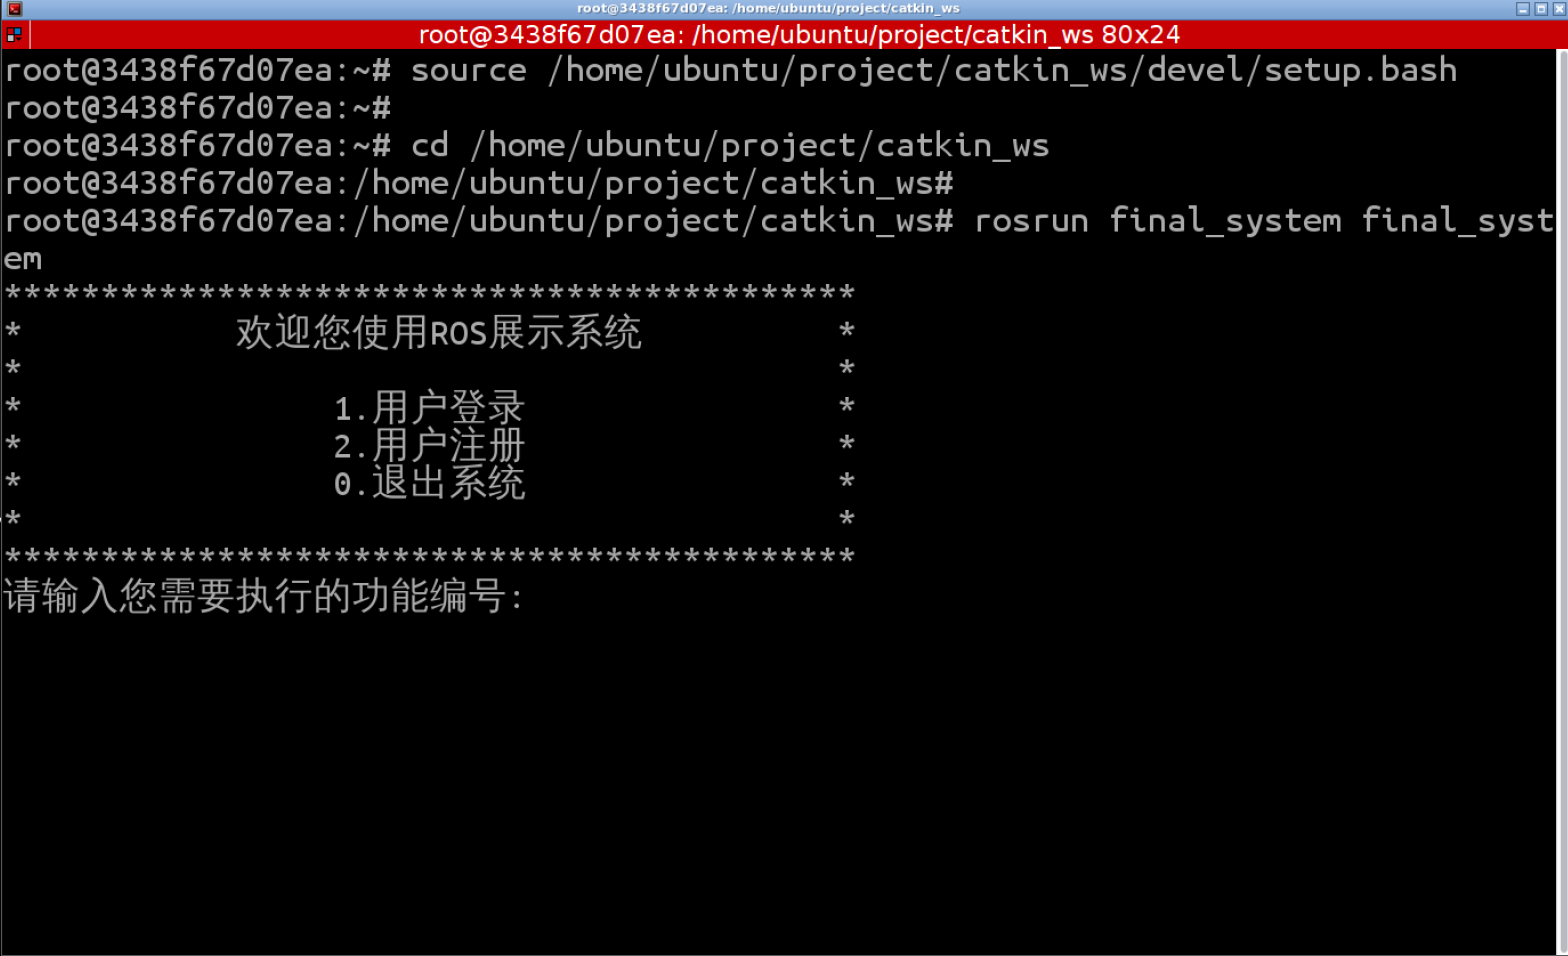 root@3438f67d07ea: /home/ubuntu/project/catkin_ws
root@3438f67d07ea: /home/ubuntu/project/catkin_ws 80x24
root@3438f67d07ea:~# source /home/ubuntu/project/catkin_ws/devel/setup.bash
root@3438f67d07ea:~#
root@3438f67d07ea:~# cd /home/ubuntu/project/catkin_ws
root@3438f67d07ea:/home/ubuntu/project/catkin_ws#
root@3438f67d07ea:/home/ubuntu/project/catkin_ws# rosrun final_system final_syst
em
********************************************
* 欢迎您使用ROS展示系统 *
* *
* 1.用户登录 *
* 2.用户注册 *
* 0.退出系统 *
* *
********************************************
请输入您需要执行的功能编号: